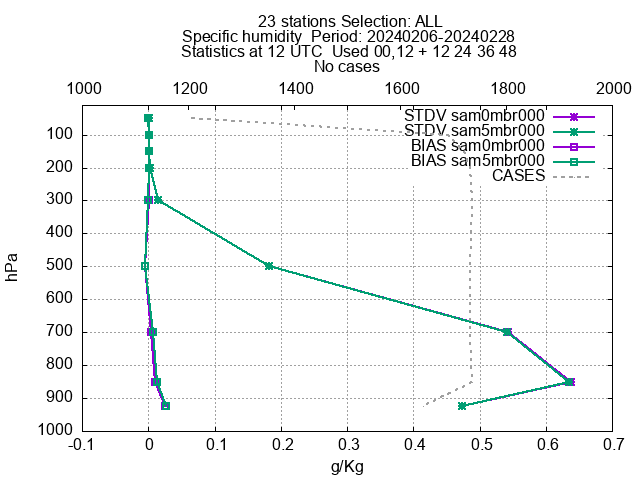 23 stations Selection: ALL
Specific humidity  Period: 20240206-20240228
Statistics at 12 UTC  Used 00,12 + 12 24 36 48
No cases
1000 1200 1400 1600 1800 2000
STDV sam0mbr000
STDV sam5mbr000
BIAS sam0mbr000
BIAS sam5mbr000
CASES
100
200
300
400
500
600
700
800
900
1000
hPa
-0.1 0 0.1 0.2 0.3 0.4 0.5 0.6 0.7
g/Kg